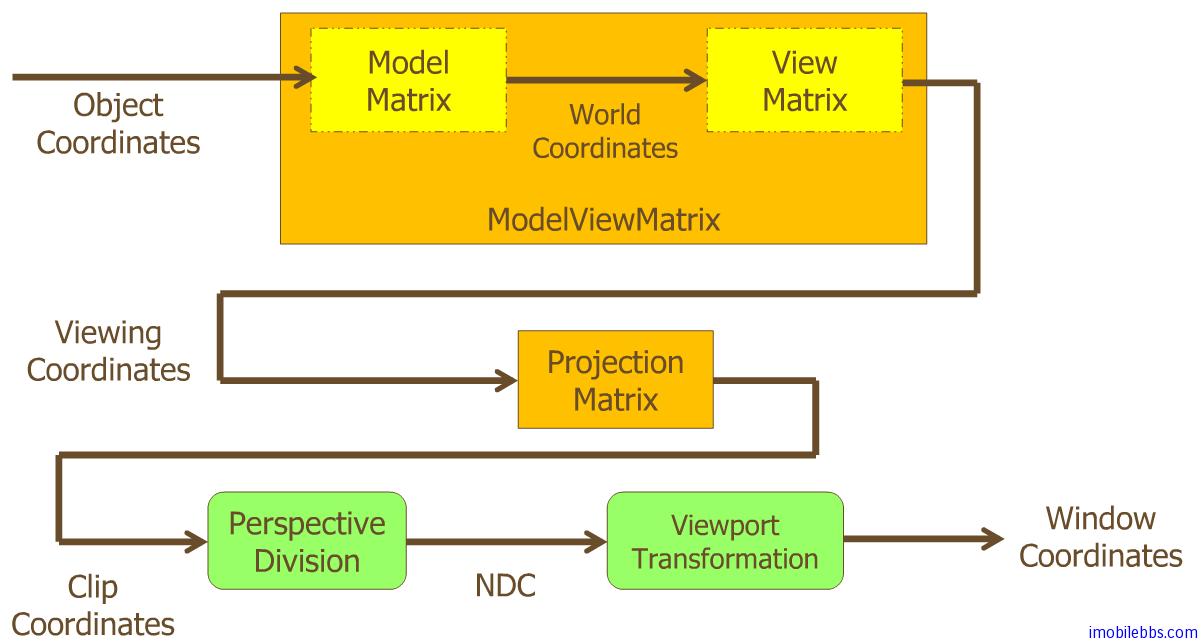 Object
Coordinates
Model
Matrix
World
Coordinates
View
Matrix
ModelViewMatrix
Viewing
Coordinates
Projection
Matrix
Clip
Coordinates
Perspective
Division
NDC
Viewport
Transformation
Window
Coordinates
imobilebbs.com